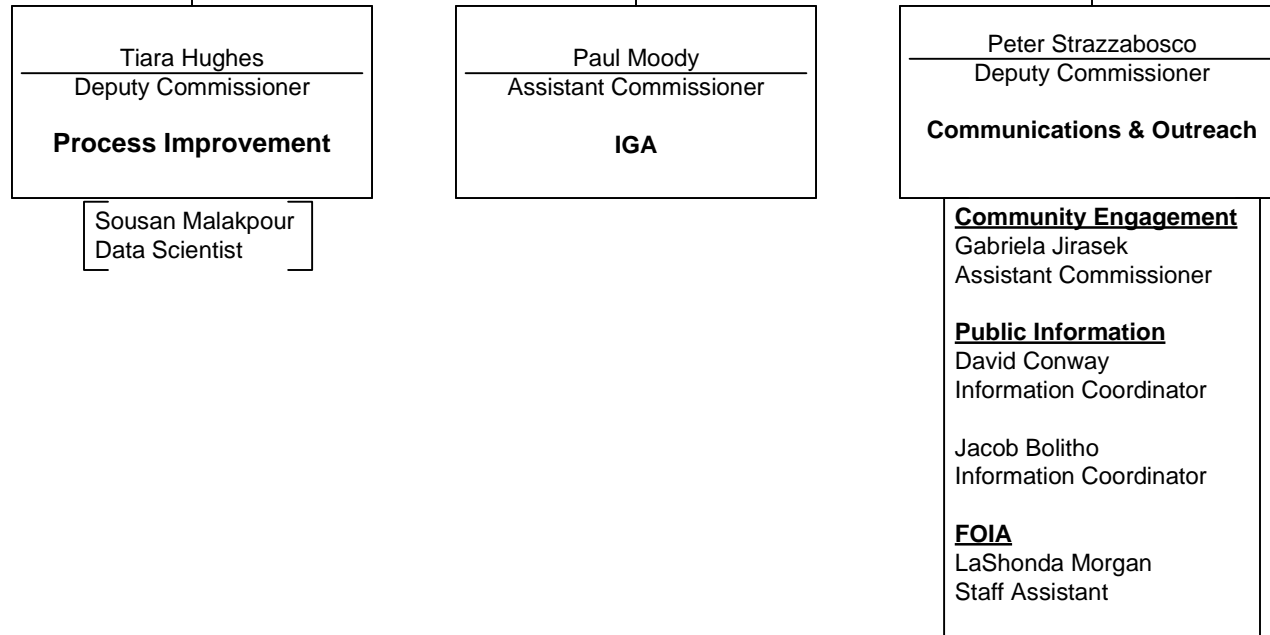 Tiara Hughes
Deputy Commissioner
Process Improvement
Sousan Malakpour
Data Scientist
Paul Moody
Assistant Commissioner
IGA
Peter Strazzabosco
Deputy Commissioner
Communications & Outreach
Community Engagement
Gabriela Jirasek
Assistant Commissioner
Public Information
David Conway
Information Coordinator
Jacob Bolitho
Information Coordinator
FOIA
LaShonda Morgan
Staff Assistant